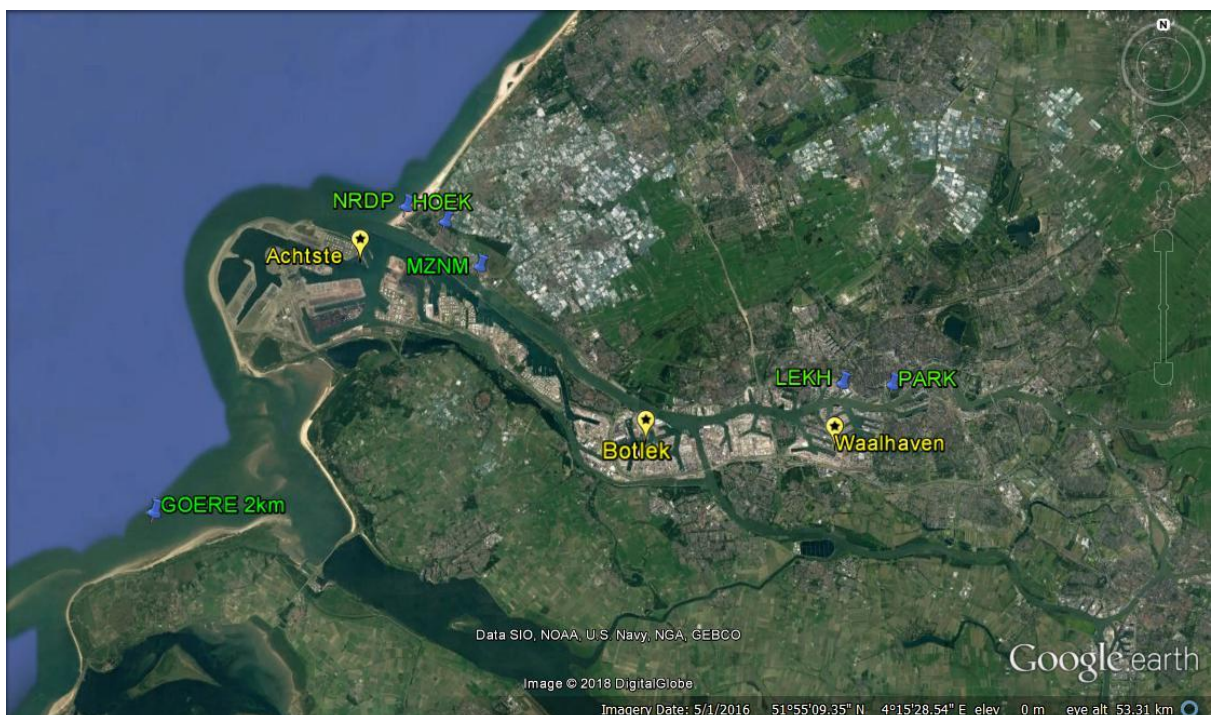 N
NRDP HOEK
Achtste
MZNM
LEKH PARK
Botlek
Waalhaven
GOERE 2km
Data SIO, NOAA, U.S. Navy, NGA, GEBCO
Google earth
Image © 2018 DigitalGlobe
Imagery Date: 5/1/2016 51°55'09.35" N 4°15'28.54" E elev 0 m eye alt 53.31 km